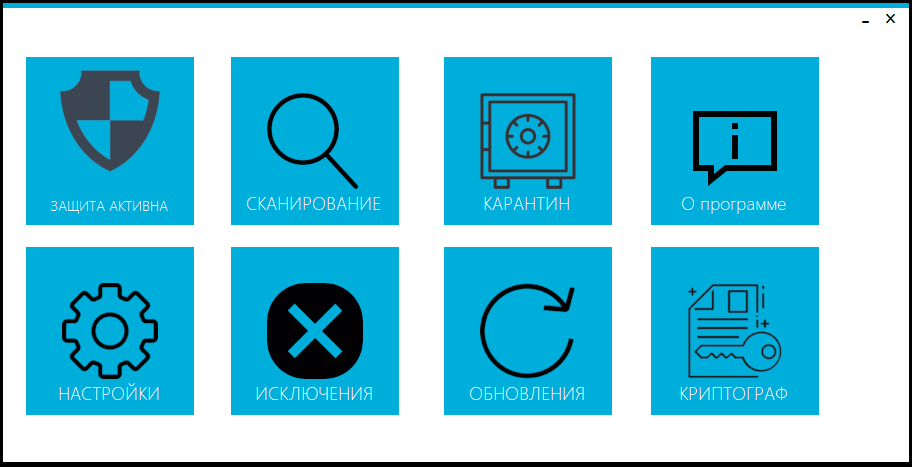 ЗАЩИТА АКТИВНА
СКАНИРОВАНИЕ
КАРАНТИН
О программе
НАСТРОЙКИ
ИСКЛЮЧЕНИЯ
ОБНОВЛЕНИЯ
КРИПТОГРАФ